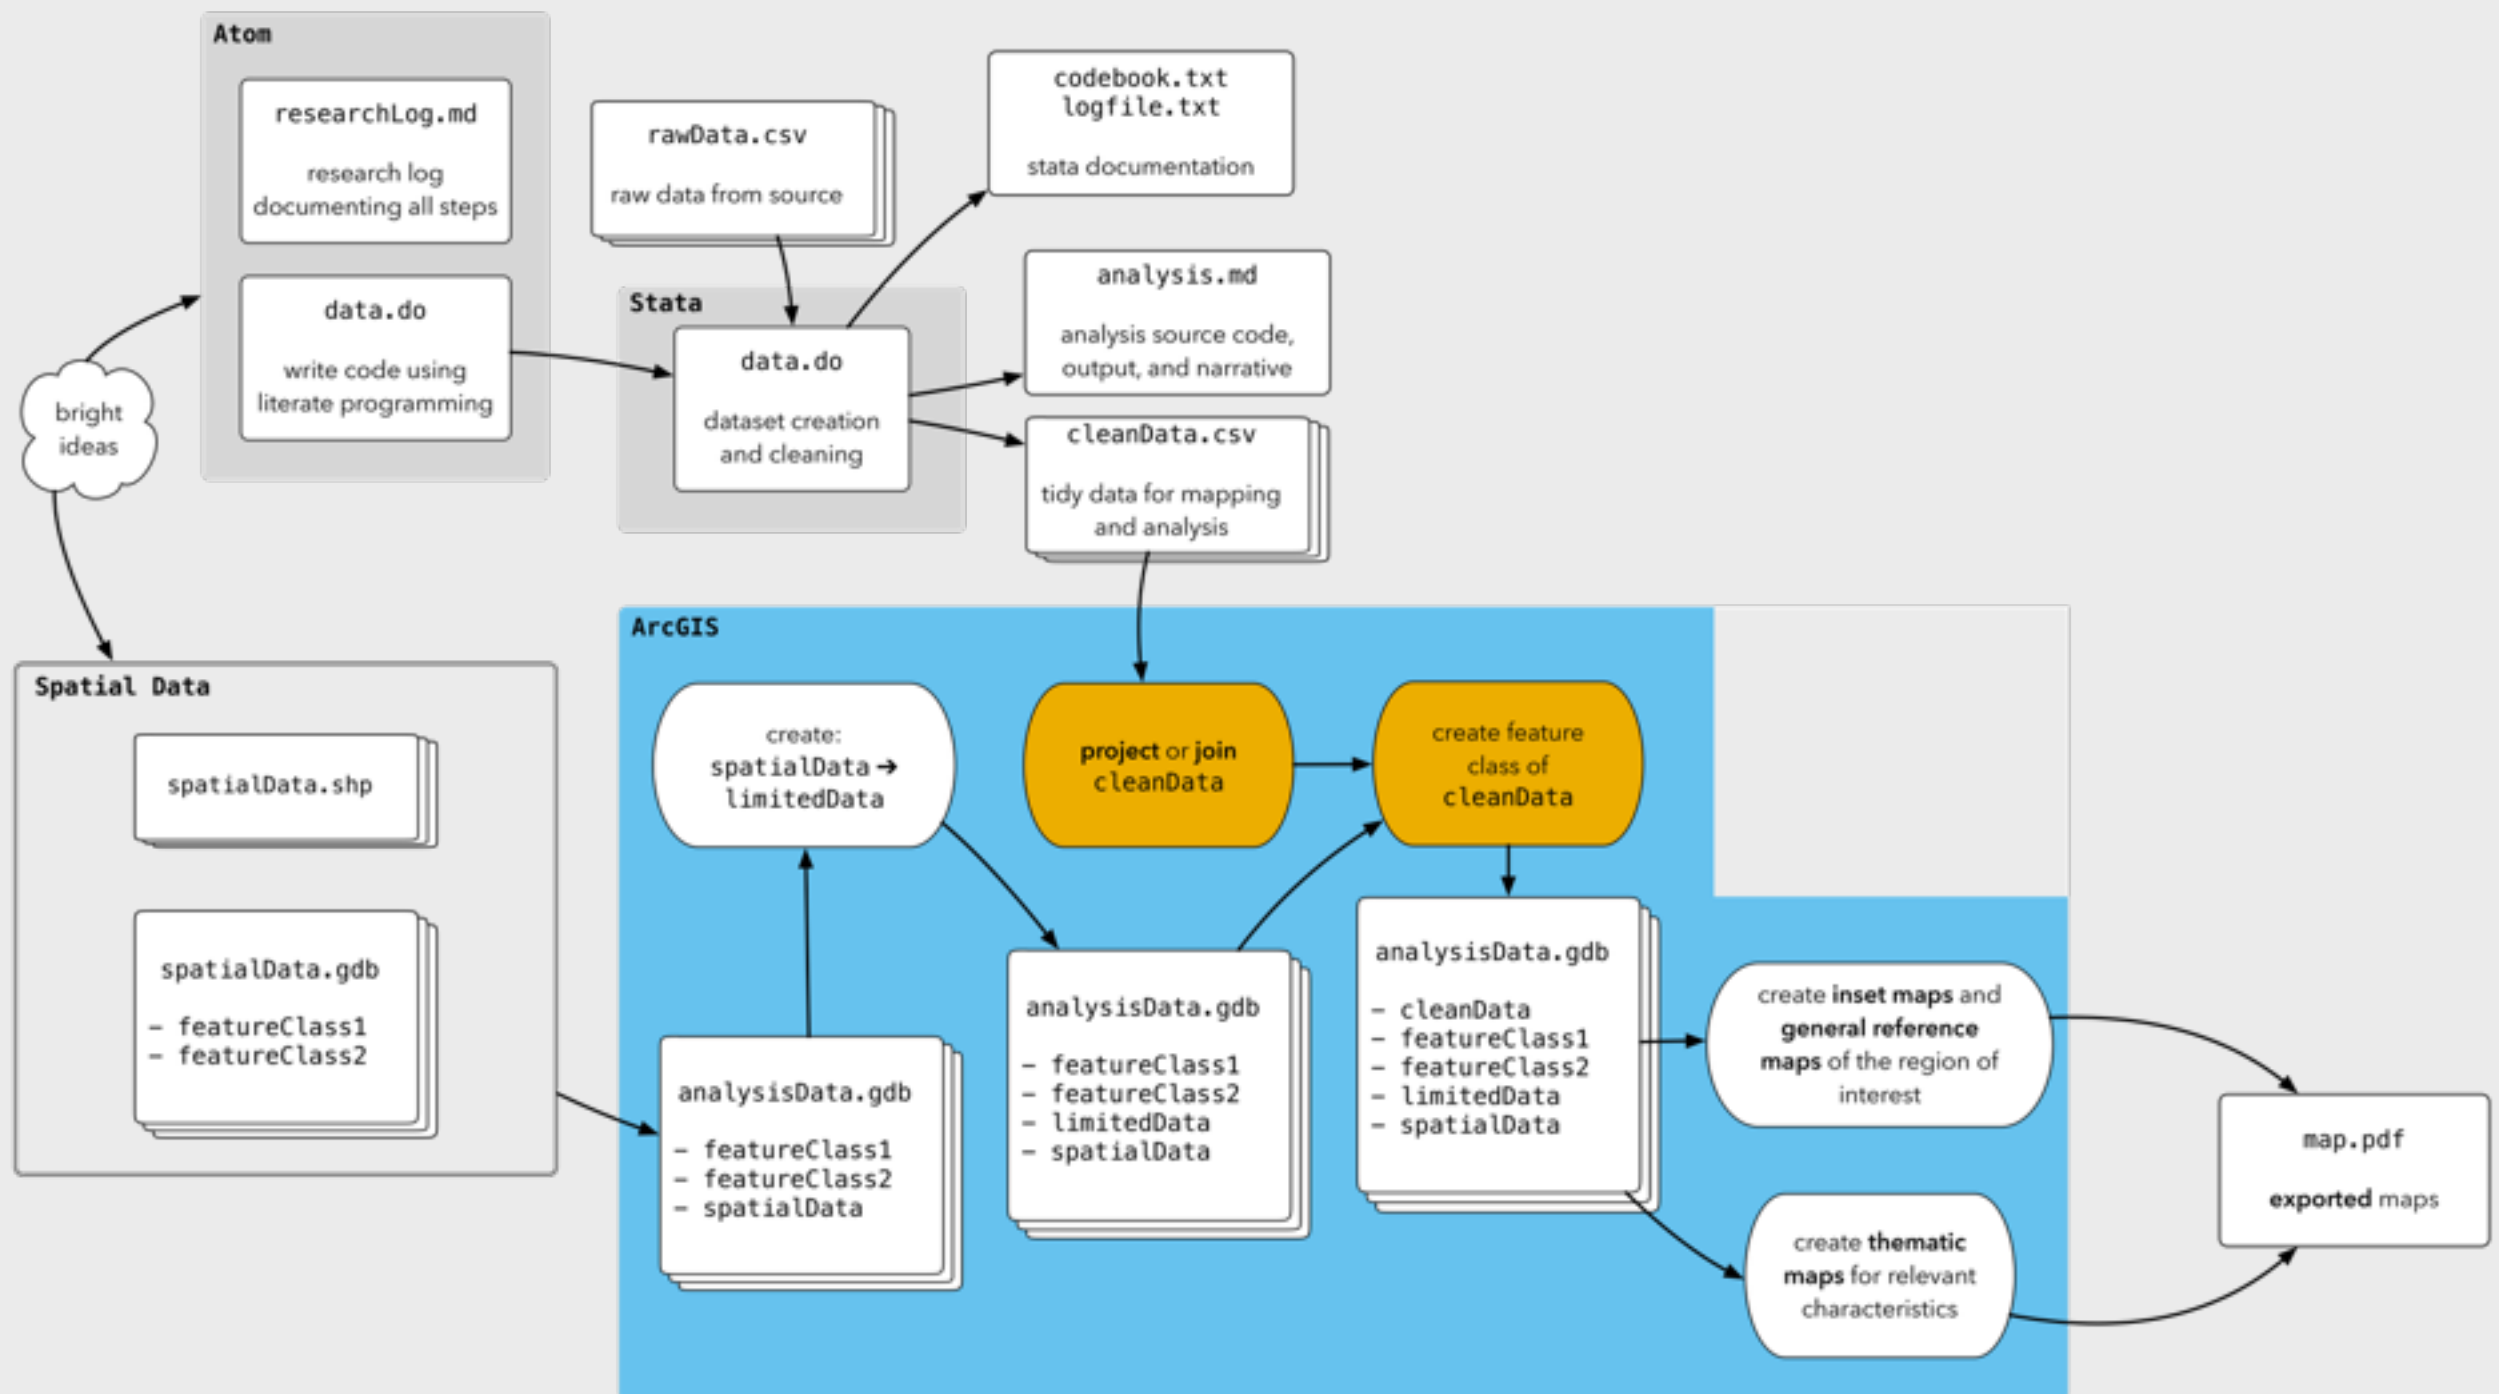 Atom
researchLog.md
research log
documenting all steps
data.do
write code using
literate programming
bright
ideas
rawData.csv
raw data from source
Stata
data.do
dataset creation
and cleaning
codebook.txt
logfile.txt
stata documentation
analysis.md
analysis source code,
output, and narrative
cleanData.csv
tidy data for mapping
and analysis
Spatial Data
spatialData.shp
spatialData.gdb
– featureClass1
– featureClass2
ArcGIS
create:
spatialData ➔
limitedData
project or join
cleanData
create feature
class of
cleanData
analysisData.gdb
– featureClass1
– featureClass2
– spatialData
analysisData.gdb
– featureClass1
– featureClass2
– limitedData
– spatialData
analysisData.gdb
– cleanData
– featureClass1
– featureClass2
– limitedData
– spatialData
create inset maps and
general reference
maps of the region of
interest
create thematic
maps for relevant
characteristics
map.pdf
exported maps